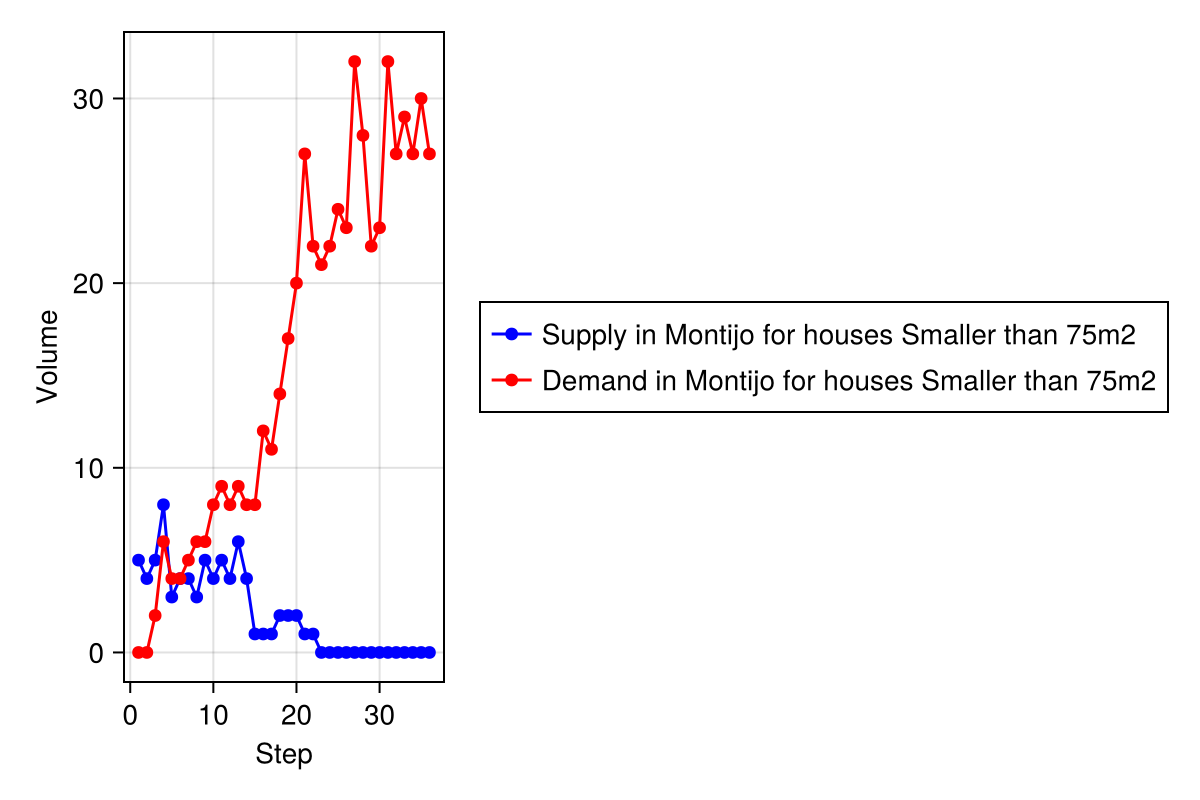 Volume
30
20
10
0
0 10 20 30
Step
Supply in Montijo for houses Smaller than 75m2
Demand in Montijo for houses Smaller than 75m2